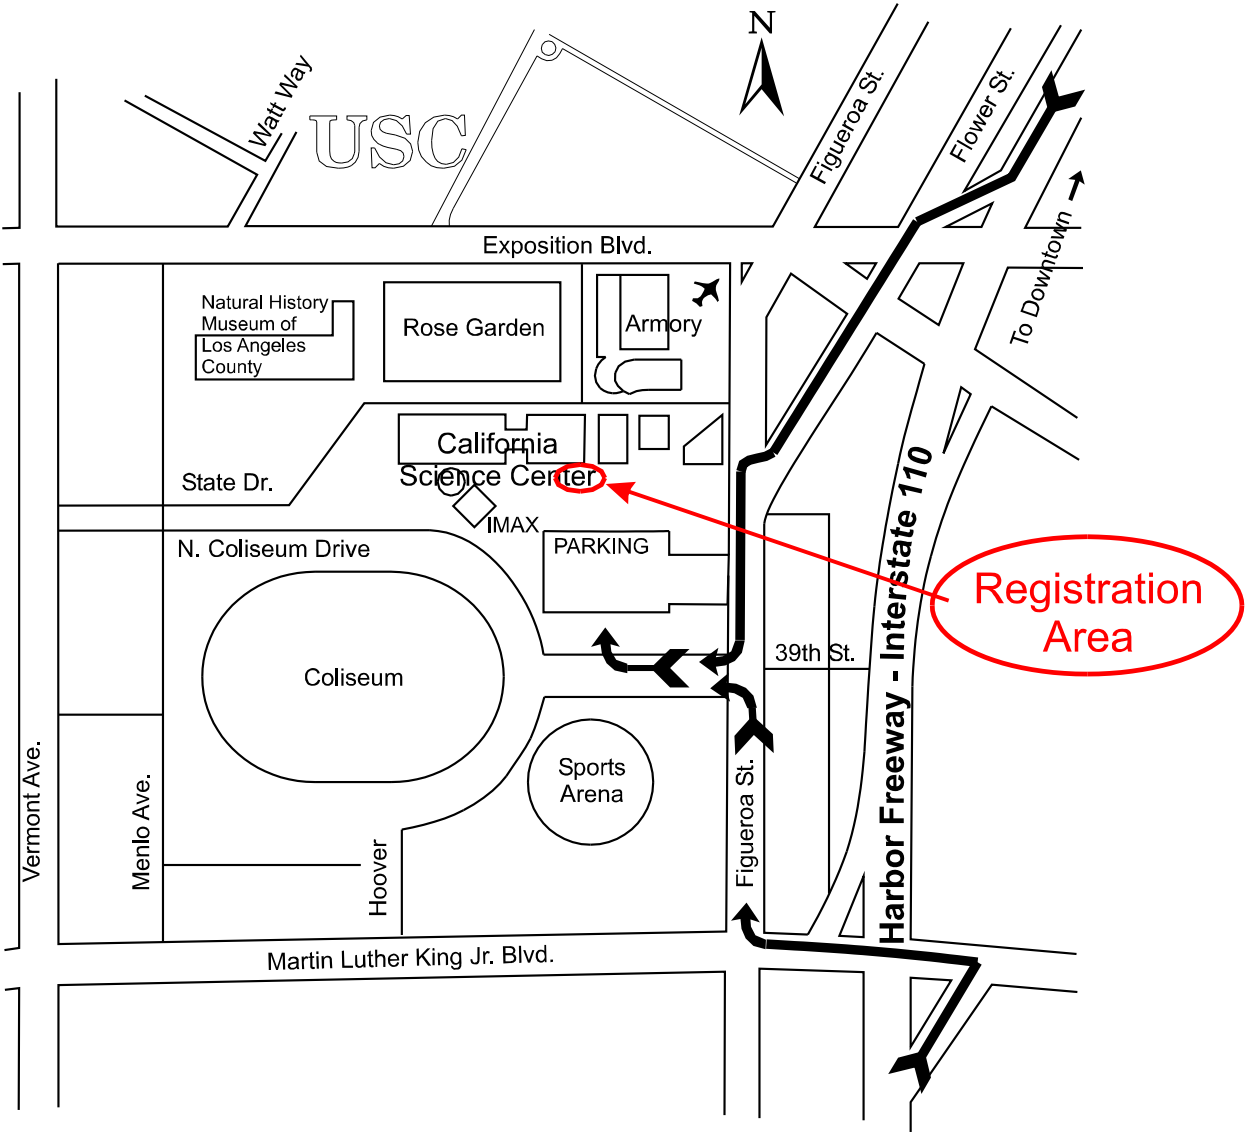 N
Watt Way
USC
Figueroa St.
Flower St.
Exposition Blvd.
To Downtown
Natural History
Museum of
Los Angeles
County
Rose Garden
Armory
California
Science Center
State Dr.
IMAX
N. Coliseum Drive
PARKING
Registration
Area
Harbor Freeway - Interstate 110
39th St.
Coliseum
Sports
Arena
Vermont Ave.
Menlo Ave.
Hoover
Figueroa St.
Martin Luther King Jr. Blvd.